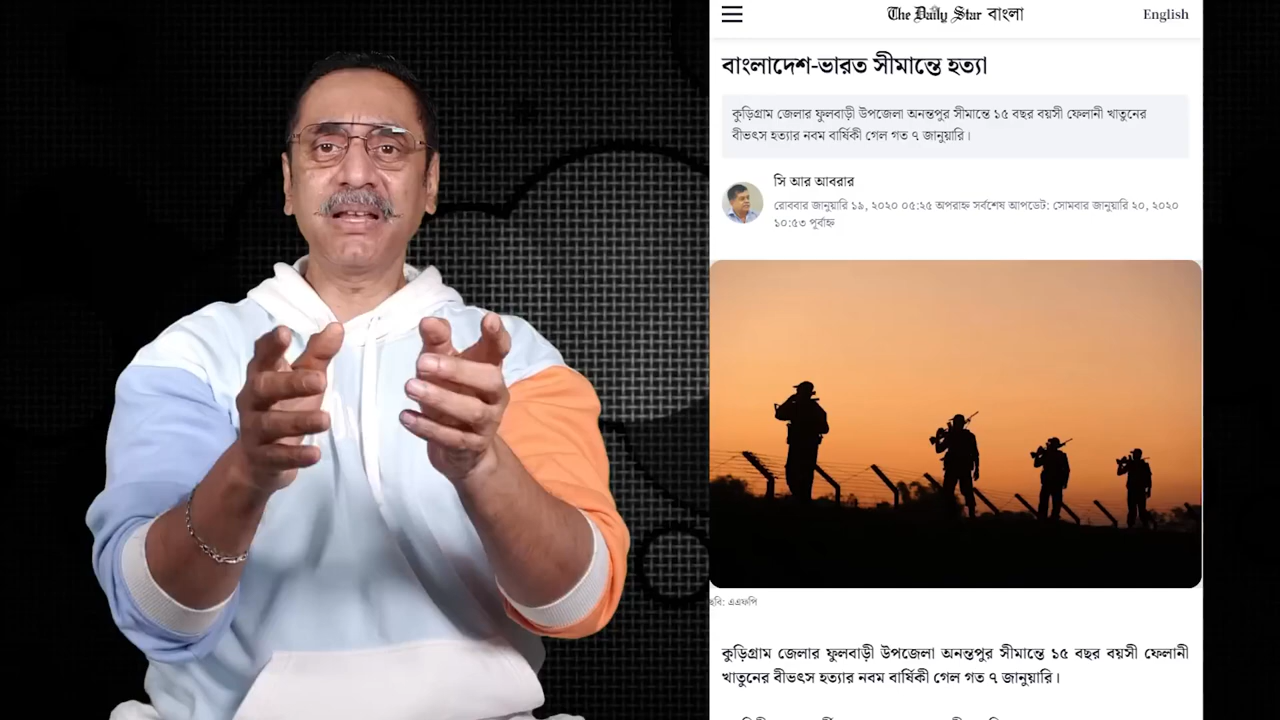 The Daily Star বাংলা
English
বাংলাদেশ-ভারত সীমান্তে হত্যা
কুড়িগ্রাম জেলার ফুলবাড়ী উপজেলা অনন্তপুর সীমান্তে ১৫ বছর বয়সী ফেলানী খাতুনের
বীভৎস হত্যার নবম বার্ষিকী গেল গত ৭ জানুয়ারি।
সি আর আবরার
রোববার জানুয়ারি ১৯, ২০২০ ০৫:২৫ অপরাহ্ন সর্বশেষ আপডেট: সোমবার জানুয়ারি ২০, ২০২০
১০:৫৩ পূর্বাহ্ন
ছবি: এএফপি
কুড়িগ্রাম জেলার ফুলবাড়ী উপজেলা অনন্তপুর সীমান্তে ১৫ বছর বয়সী ফেলানী
খাতুনের বীভৎস হত্যার নবম বার্ষিকী গেল গত ৭ জানুয়ারি।